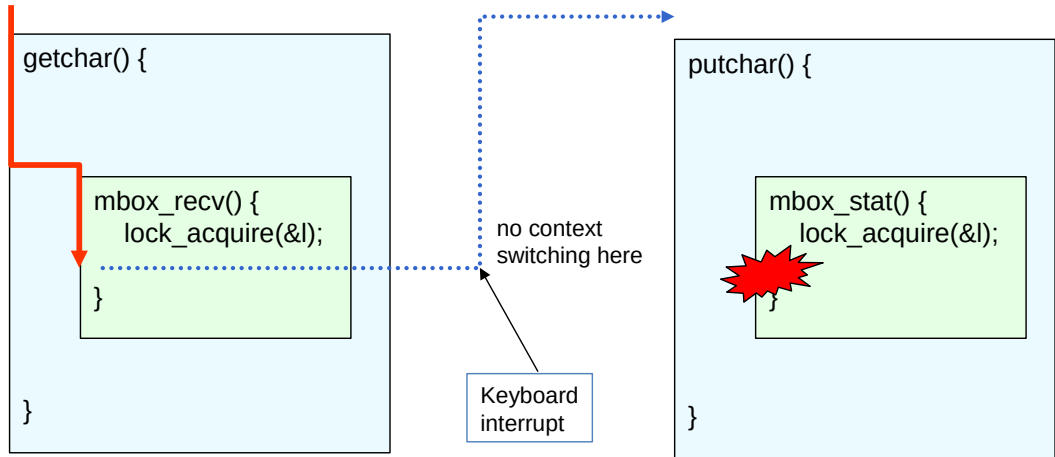 getchar() {
mbox_recv() {
lock_acquire(&l);
}
}
no context
switching here
Keyboard
interrupt
putchar() {
mbox_stat() {
lock_acquire(&l);
}
}